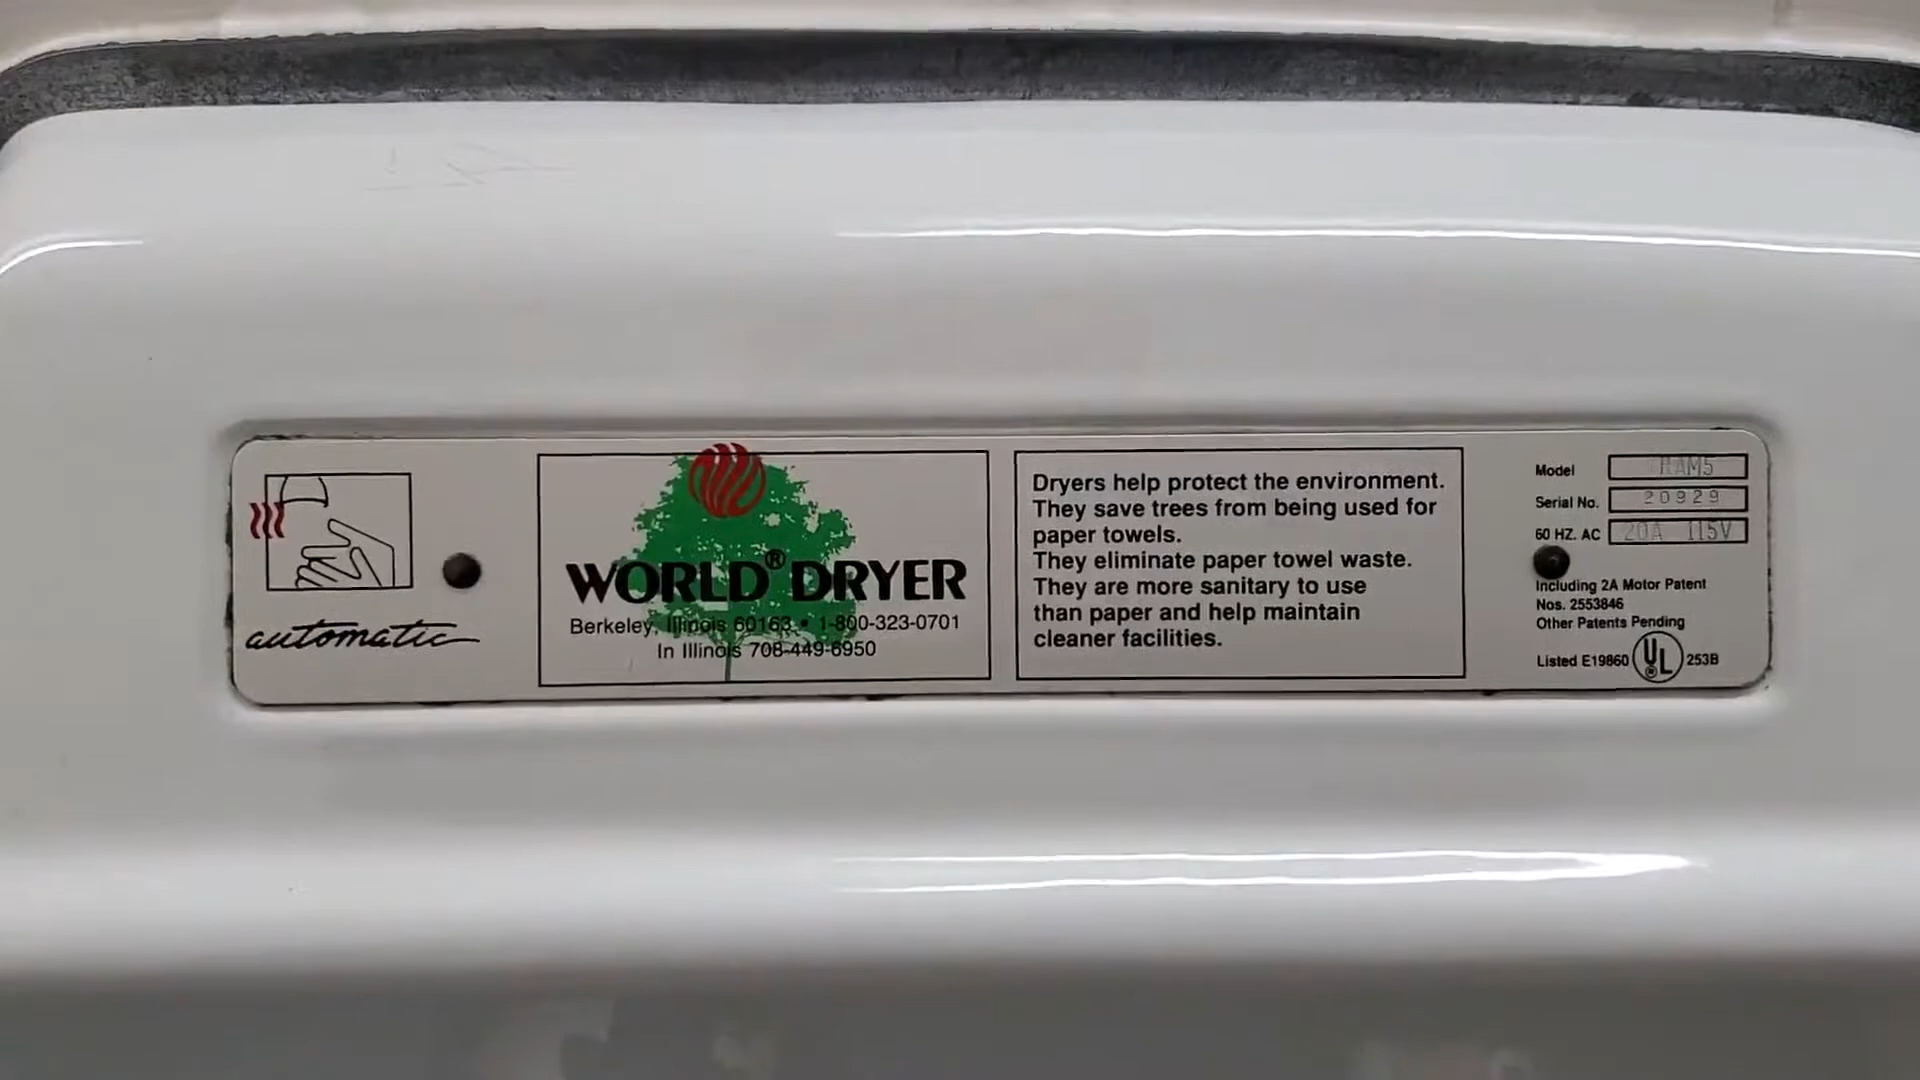 automatic
WORLD® DRYER
Berkeley, Illinois 60163 • 1-800-323-0701
In Illinois 708-449-6950
Dryers help protect the environment.
They save trees from being used for
paper towels.
They eliminate paper towel waste.
They are more sanitary to use
than paper and help maintain
cleaner facilities.
Model
Serial No. 20929
60 HZ. AC 20A 115V
Including 2A Motor Patent
Nos. 2553846
Other Patents Pending
Listed E19860 UL 253B